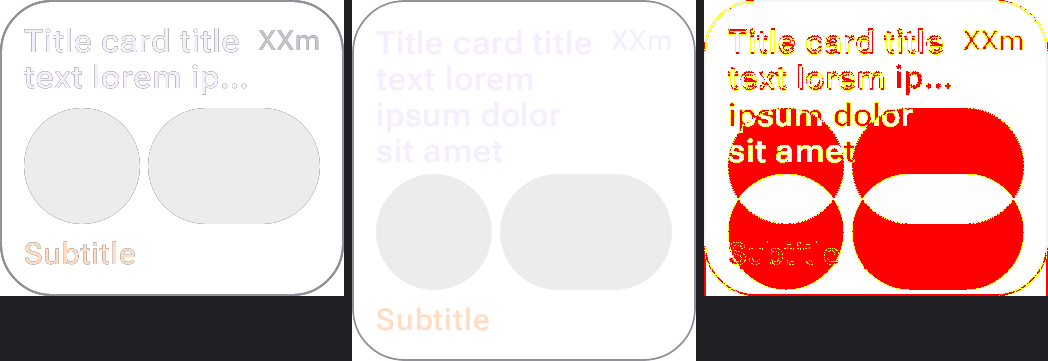 Title card title XXm
text lorem ip...
Subtitle
Title card title XXm
text lorem
ipsum dolor
sit amet
Subtitle
Title card title XXm
text lorem ip...
ipsum dolor
sit amet
Subtitle